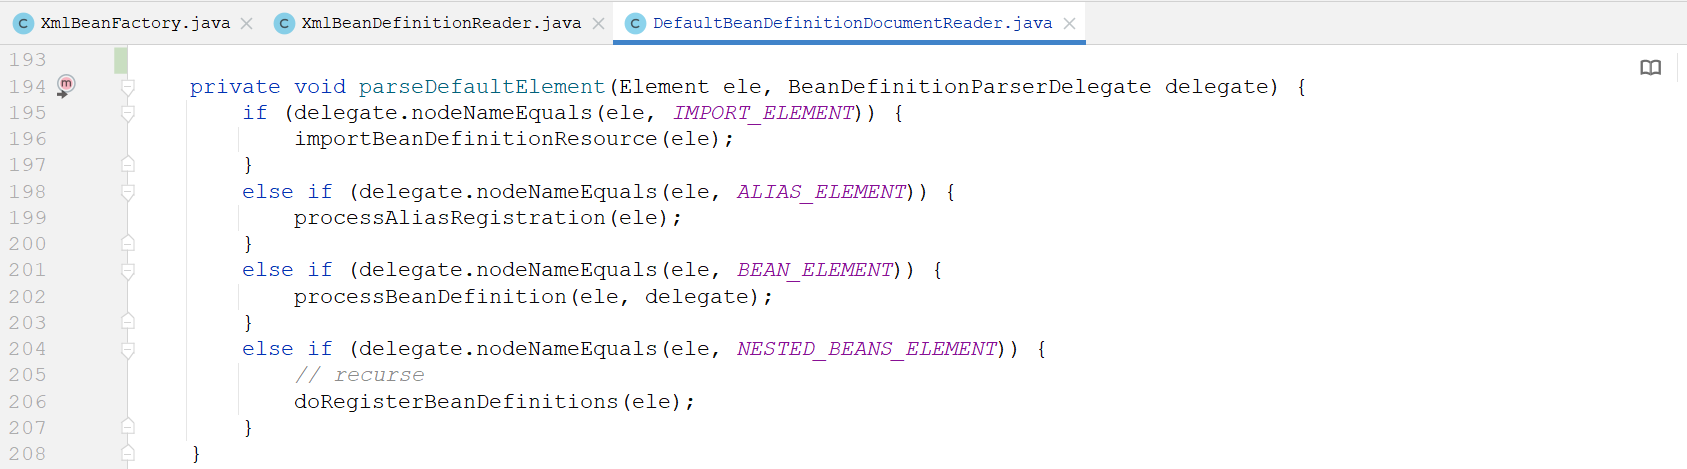 C XmlBeanFactory.java × C XmlBeanDefinitionReader.java × C DefaultBeanDefinitionDocumentReader.java ×
193
194 m private void parseDefaultElement(Element ele, BeanDefinitionParserDelegate delegate) {
195 if (delegate.nodeNameEquals(ele, IMPORT_ELEMENT)) {
196 importBeanDefinitionResource(ele);
197 }
198 else if (delegate.nodeNameEquals(ele, ALIAS_ELEMENT)) {
199 processAliasRegistration(ele);
200 }
201 else if (delegate.nodeNameEquals(ele, BEAN_ELEMENT)) {
202 processBeanDefinition(ele, delegate);
203 }
204 else if (delegate.nodeNameEquals(ele, NESTED_BEANS_ELEMENT)) {
205 // recurse
206 doRegisterBeanDefinitions(ele);
207 }
208 }